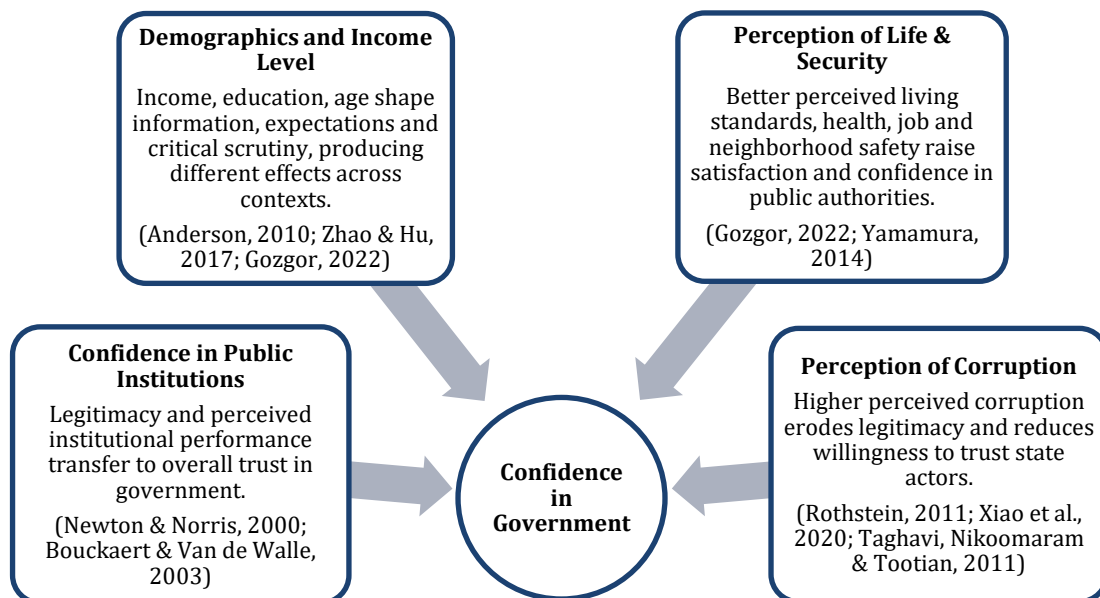 Demographics and Income
Level
Income, education, age shape
information, expectations and
critical scrutiny, producing
different effects across
contexts.
(Anderson, 2010; Zhao & Hu,
2017; Gozgor, 2022)
Perception of Life &
Security
Better perceived living
standards, health, job and
neighborhood safety raise
satisfaction and confidence in
public authorities.
(Gozgor, 2022; Yamamura,
2014)
Confidence in Public
Institutions
Legitimacy and perceived
institutional performance
transfer to overall trust in
government.
(Newton & Norris, 2000;
Bouckaert & Van de Walle,
2003)
Confidence
in
Government
Perception of Corruption
Higher perceived corruption
erodes legitimacy and reduces
willingness to trust state
actors.
(Rothstein, 2011; Xiao et al.,
2020; Taghavi, Nikoomaram
& Tootian, 2011)